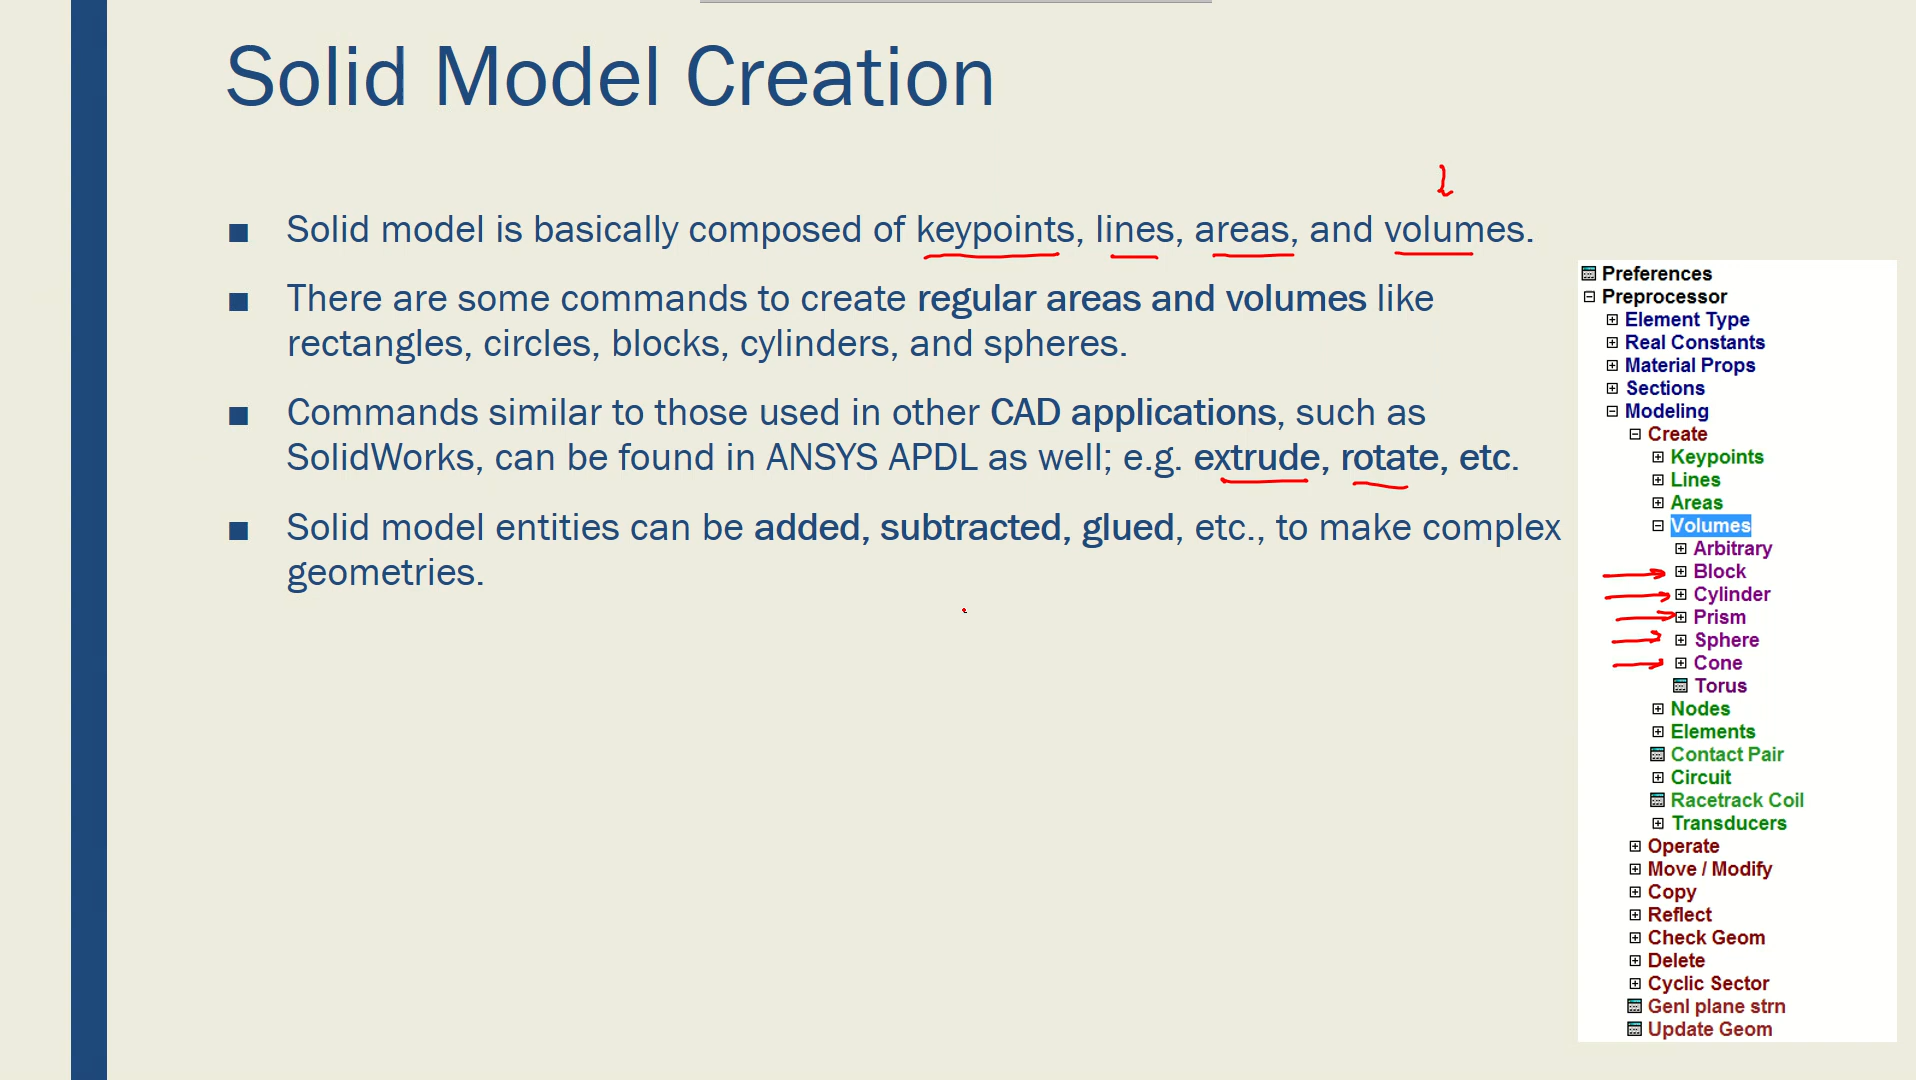 Solid Model Creation
■ Solid model is basically composed of keypoints, lines, areas, and volumes.
■ There are some commands to create regular areas and volumes like
rectangles, circles, blocks, cylinders, and spheres.
■ Commands similar to those used in other CAD applications, such as
SolidWorks, can be found in ANSYS APDL as well; e.g. extrude, rotate, etc.
■ Solid model entities can be added, subtracted, glued, etc., to make complex
geometries.
Preferences
Preprocessor
Element Type
Real Constants
Material Props
Sections
Modeling
Create
Keypoints
Lines
Areas
Volumes
Arbitrary
Block
Cylinder
Prism
Sphere
Cone
Torus
Nodes
Elements
Contact Pair
Circuit
Racetrack Coil
Transducers
Operate
Move / Modify
Copy
Reflect
Check Geom
Delete
Cyclic Sector
Genl plane strn
Update Geom